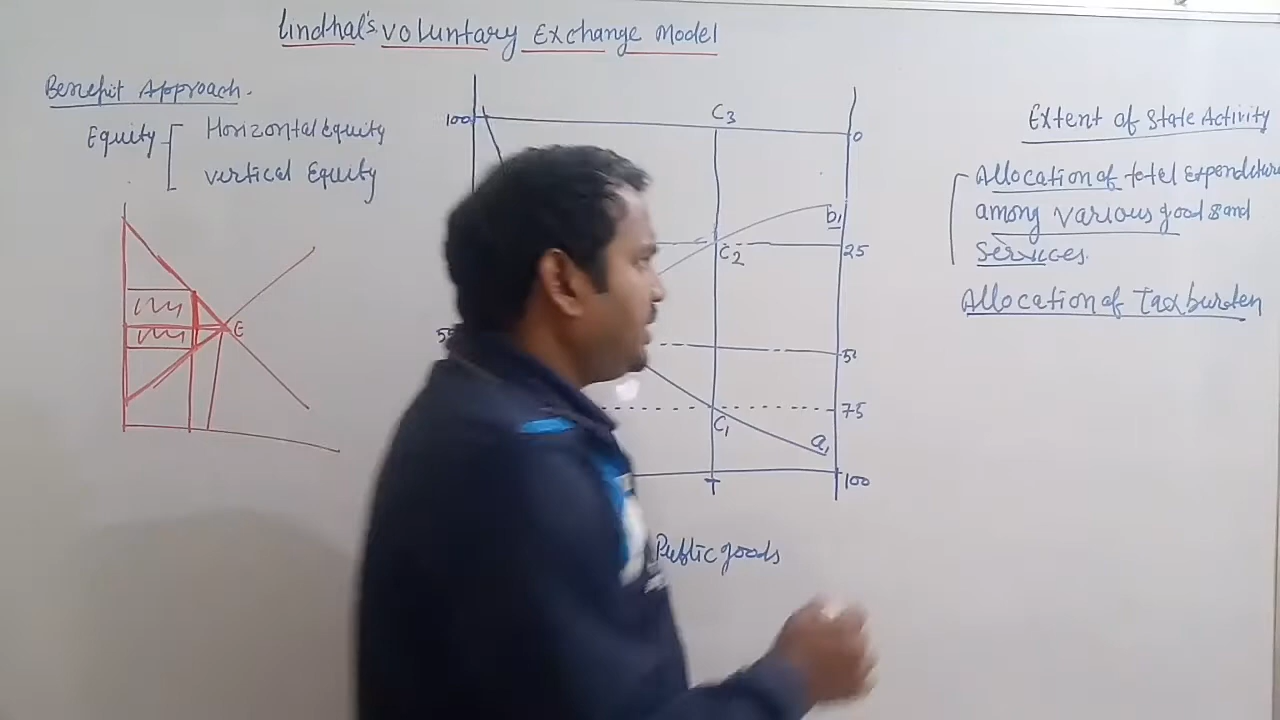 Lindhal's Voluntary Exchange Model
Benefit Approach.
Equity
Horizontal Equity
Vertical Equity
E
100
C3
0
b1
25
C2
5
75
C1
a1
100
T
Public goods
Extent of State Activity
Allocation of total Expenditure
among various goods and
Services.
Allocation of Tax burden